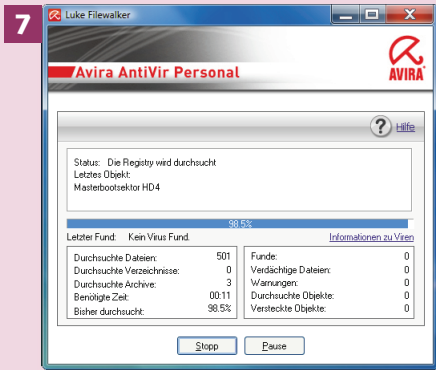 7
Luke Filewalker
Avira AntiVir Personal
AVIRA
? Hilfe
Status: Die Registry wird durchsucht
Letztes Objekt:
Masterbootsektor HD4
98.5%
Letzter Fund: Kein Virus Fund. Informationen zu Viren
Durchsuchte Dateien: 501
Durchsuchte Verzeichnisse: 0
Durchsuchte Archive: 3
Benötigte Zeit: 00:11
Bisher durchsucht: 98.5%
Funde: 0
Verdächtige Dateien: 0
Warnungen: 0
Durchsuchte Objekte: 0
Versteckte Objekte: 0
Stopp Pause